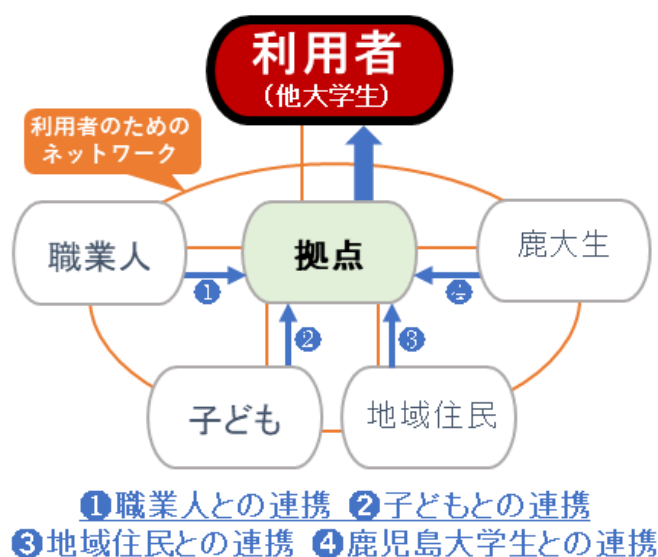 利用者
(他大学生)
利用者のための
ネットワーク
職業人
拠点
鹿大生
❶
❷
❸
子ども
地域住民
❶職業人との連携 ❷子どもとの連携
❸地域住民との連携 ❹鹿児島大学生との連携